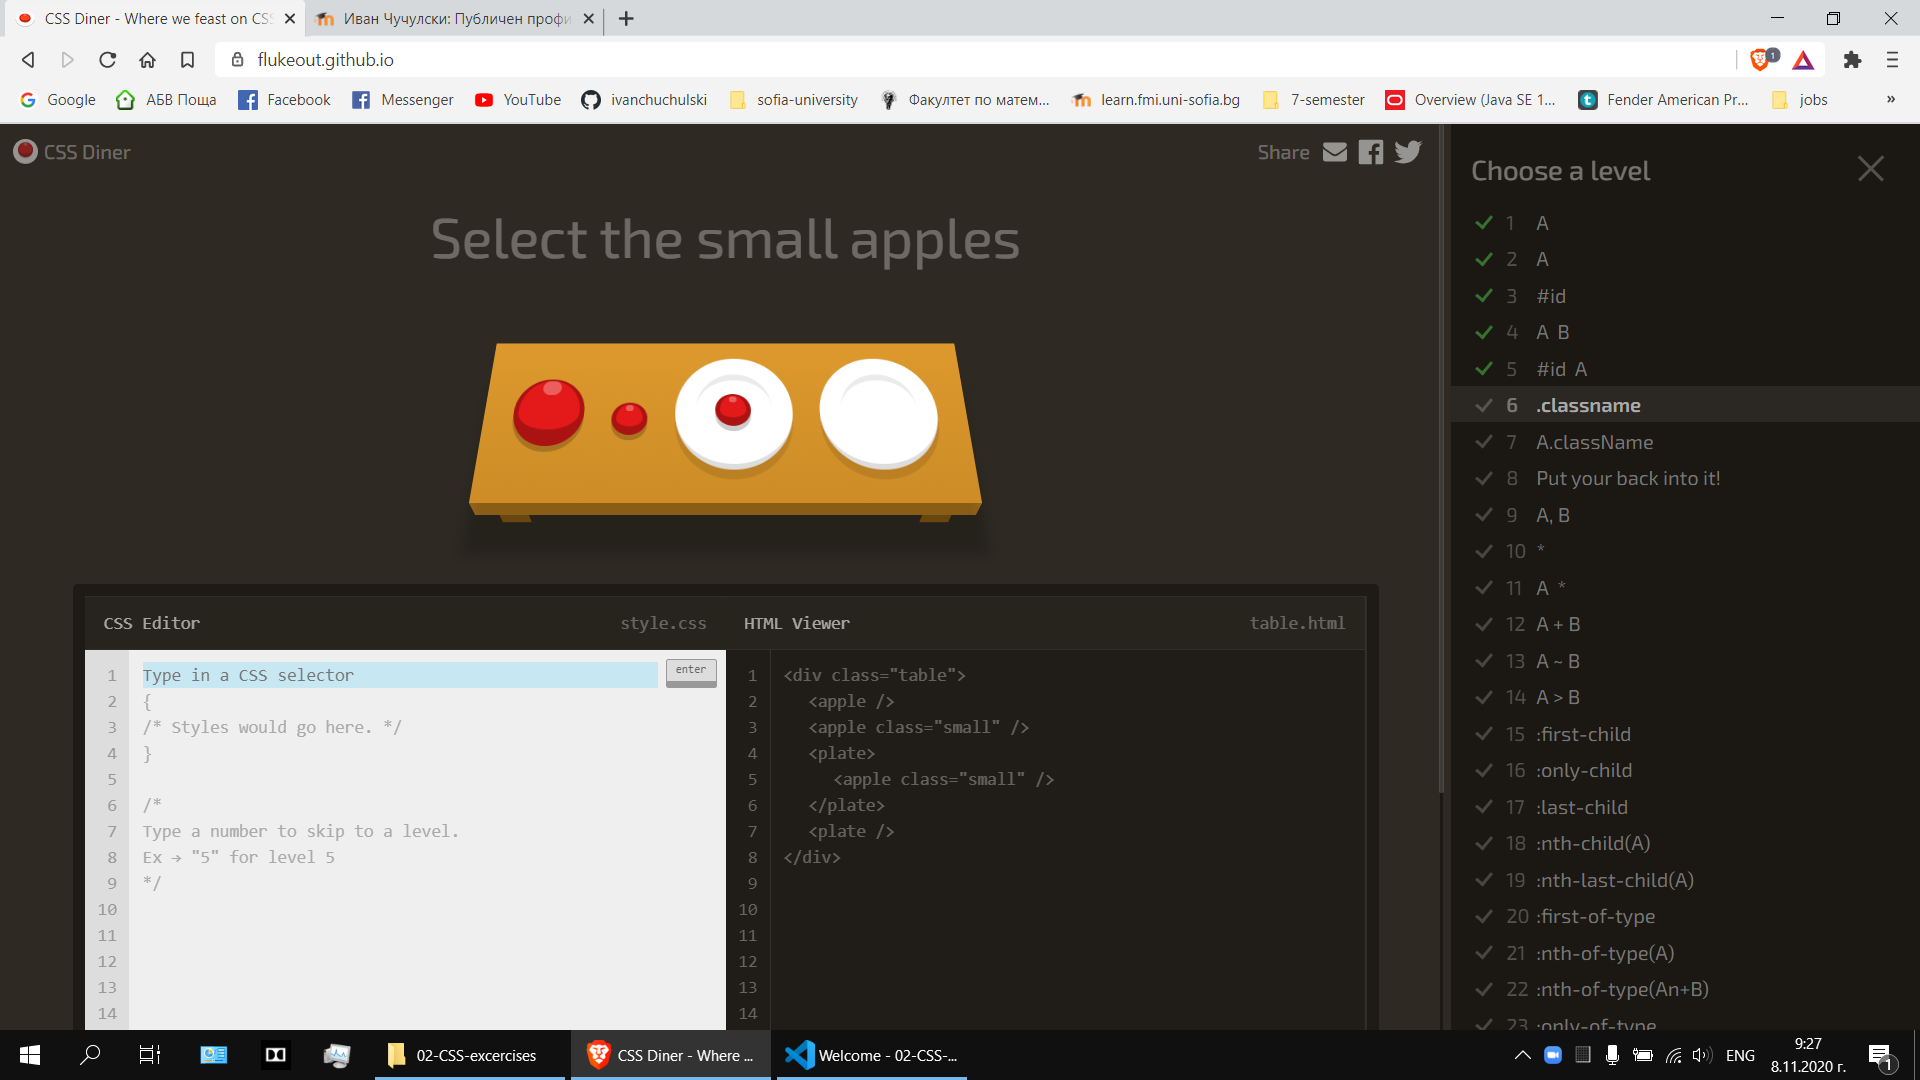 CSS Diner - Where we feast on CSS
Иван Чучулски: Публичен профи
flukeout.github.io
1
Google
АБВ Поща
Facebook
Messenger
YouTube
ivanchuchulski
sofia-university
Факултет по матем...
learn.fmi.uni-sofia.bg
7-semester
Overview (Java SE 1...
Fender American Pr...
jobs
»
CSS Diner
Share
Select the small apples
CSS Editor
style.css
1 Type in a CSS selector
enter
2 {
3 /* Styles would go here. */
4 }
5
6 /*
7 Type a number to skip to a level.
8 Ex → "5" for level 5
9 */
10
11
12
13
14
HTML Viewer
table.html
1 <div class="table">
2 <apple />
3 <apple class="small" />
4 <plate>
5 <apple class="small" />
6 </plate>
7 <plate />
8 </div>
9
10
11
12
13
14
Choose a level
1 A
2 A
3 #id
4 A B
5 #id A
6 .classname
7 A.className
8 Put your back into it!
9 A, B
10 *
11 A *
12 A + B
13 A ~ B
14 A > B
15 :first-child
16 :only-child
17 :last-child
18 :nth-child(A)
19 :nth-last-child(A)
20 :first-of-type
21 :nth-of-type(A)
22 :nth-of-type(An+B)
23 :only-of-type
02-CSS-excercises
CSS Diner - Where ...
Welcome - 02-CSS-...
ENG
9:27
8.11.2020 г.
1